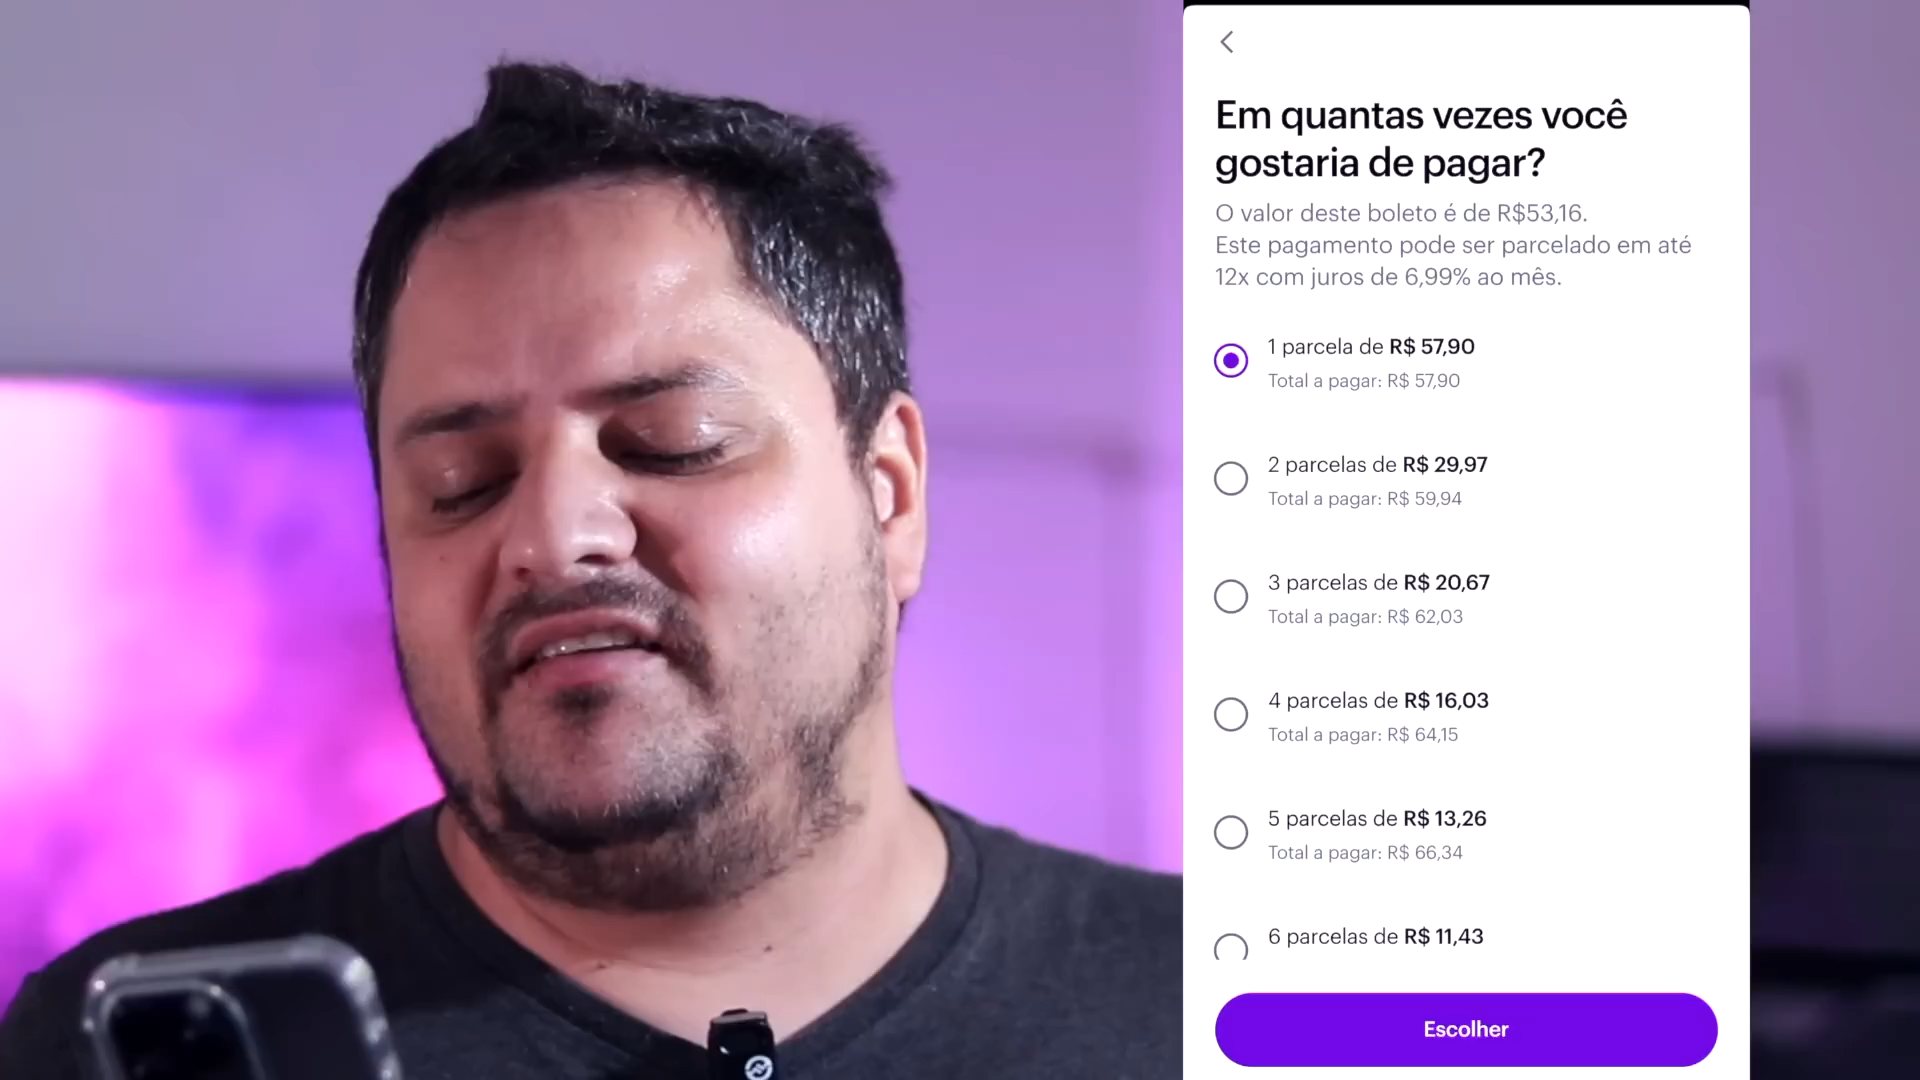 Em quantas vezes você
gostaria de pagar?
O valor deste boleto é de R$53,16.
Este pagamento pode ser parcelado em até
12x com juros de 6,99% ao mês.
1 parcela de R$ 57,90
Total a pagar: R$ 57,90
2 parcelas de R$ 29,97
Total a pagar: R$ 59,94
3 parcelas de R$ 20,67
Total a pagar: R$ 62,03
4 parcelas de R$ 16,03
Total a pagar: R$ 64,15
5 parcelas de R$ 13,26
Total a pagar: R$ 66,34
6 parcelas de R$ 11,43
Escolher